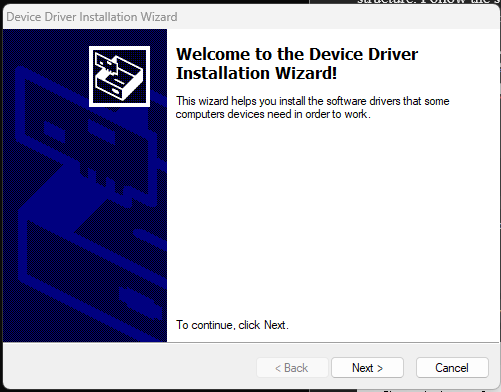 structure. Follow the s
Device Driver Installation Wizard
Welcome to the Device Driver
Installation Wizard!
This wizard helps you install the software drivers that some
computers devices need in order to work.
To continue, click Next.
< Back
Next >
Cancel